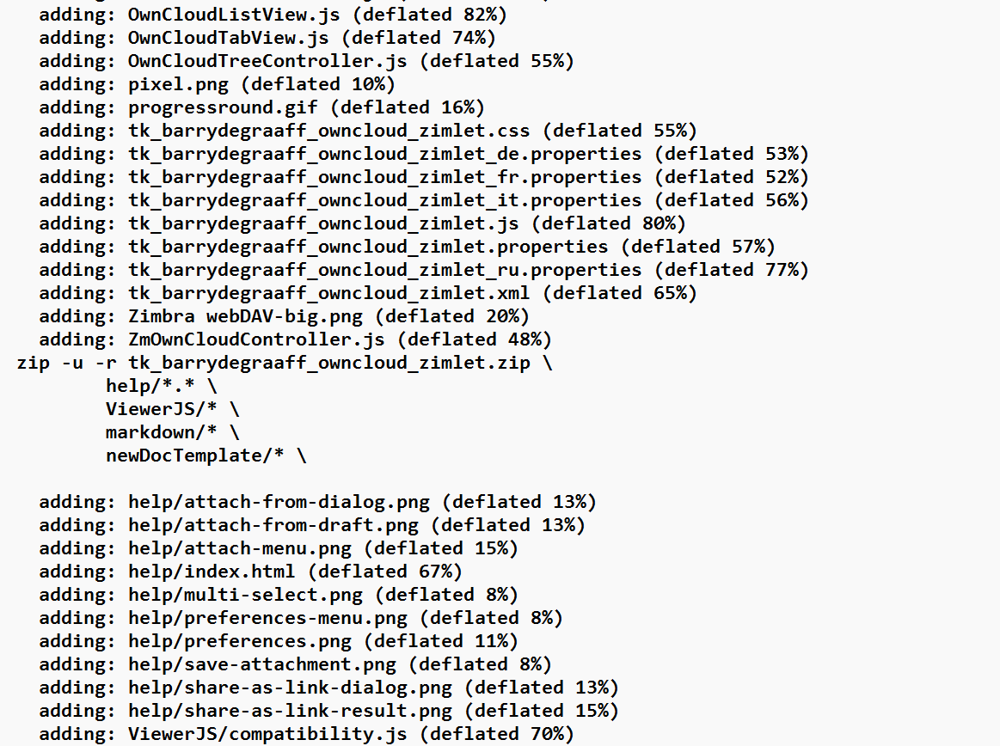 adding: OwnCloudListView.js (deflated 82%)
adding: OwnCloudTabView.js (deflated 74%)
adding: OwnCloudTreeController.js (deflated 55%)
adding: pixel.png (deflated 10%)
adding: progressround.gif (deflated 16%)
adding: tk_barrydegraaff_owncloud_zimlet.css (deflated 55%)
adding: tk_barrydegraaff_owncloud_zimlet_de.properties (deflated 53%)
adding: tk_barrydegraaff_owncloud_zimlet_fr.properties (deflated 52%)
adding: tk_barrydegraaff_owncloud_zimlet_it.properties (deflated 56%)
adding: tk_barrydegraaff_owncloud_zimlet.js (deflated 80%)
adding: tk_barrydegraaff_owncloud_zimlet.properties (deflated 57%)
adding: tk_barrydegraaff_owncloud_zimlet_ru.properties (deflated 77%)
adding: tk_barrydegraaff_owncloud_zimlet.xml (deflated 65%)
adding: Zimbra webDAV-big.png (deflated 20%)
adding: ZmOwnCloudController.js (deflated 48%)
zip -u -r tk_barrydegraaff_owncloud_zimlet.zip \
help/*.* \
ViewerJS/* \
markdown/* \
newDocTemplate/* \
adding: help/attach-from-dialog.png (deflated 13%)
adding: help/attach-from-draft.png (deflated 13%)
adding: help/attach-menu.png (deflated 15%)
adding: help/index.html (deflated 67%)
adding: help/multi-select.png (deflated 8%)
adding: help/preferences-menu.png (deflated 8%)
adding: help/preferences.png (deflated 11%)
adding: help/save-attachment.png (deflated 8%)
adding: help/share-as-link-dialog.png (deflated 13%)
adding: help/share-as-link-result.png (deflated 15%)
adding: ViewerJS/compatibility.js (deflated 70%)